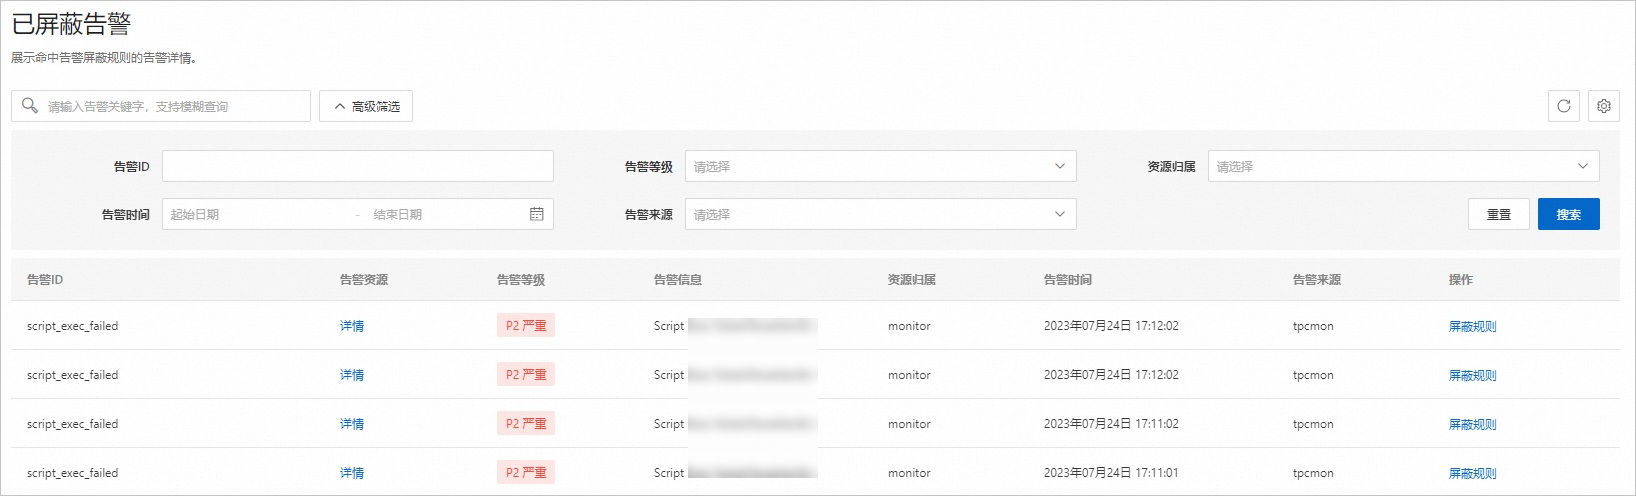 已屏蔽告警
展示命中告警屏蔽规则的告警详情。
请输入告警关键字，支持模糊查询 高级筛选
告警ID 告警等级 请选择 资源归属 请选择
告警时间 起始日期 - 结束日期 告警来源 请选择 重置 搜索
告警ID 告警资源 告警等级 告警信息 资源归属 告警时间 告警来源 操作
script_exec_failed 详情 P2 严重 Script monitor 2023年07月24日 17:12:02 tpcmon 屏蔽规则
script_exec_failed 详情 P2 严重 Script monitor 2023年07月24日 17:12:02 tpcmon 屏蔽规则
script_exec_failed 详情 P2 严重 Script monitor 2023年07月24日 17:11:02 tpcmon 屏蔽规则
script_exec_failed 详情 P2 严重 Script monitor 2023年07月24日 17:11:01 tpcmon 屏蔽规则